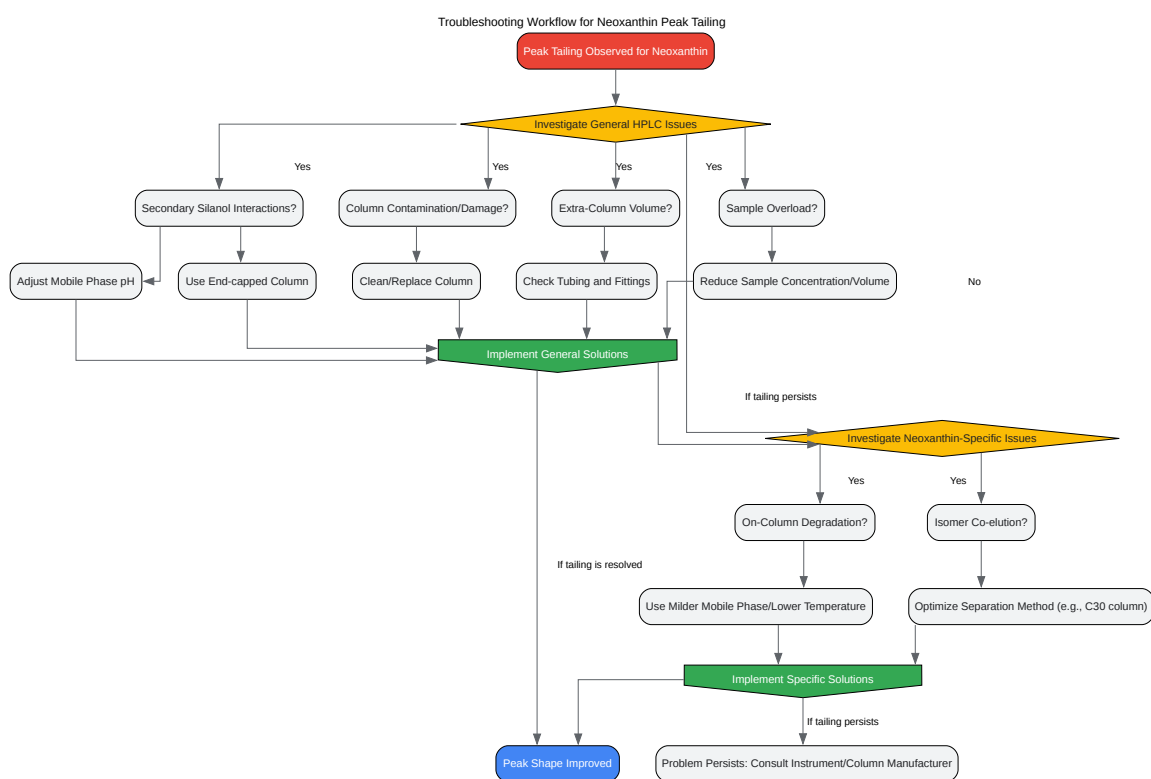 Troubleshooting Workflow for Neoxanthin Peak Tailing
Peak Tailing Observed for Neoxanthin
Investigate General HPLC Issues
Yes
Yes
Yes
Yes
Secondary Silanol Interactions?
Column Contamination/Damage?
Extra-Column Volume?
Sample Overload?
Adjust Mobile Phase pH
Use End-capped Column
Clean/Replace Column
Check Tubing and Fittings
Reduce Sample Concentration/Volume
No
Implement General Solutions
If tailing persists
Investigate Neoxanthin-Specific Issues
Yes
Yes
On-Column Degradation?
Isomer Co-elution?
If tailing is resolved
Use Milder Mobile Phase/Lower Temperature
Optimize Separation Method (e.g., C30 column)
Implement Specific Solutions
If tailing persists
Peak Shape Improved
Problem Persists: Consult Instrument/Column Manufacturer